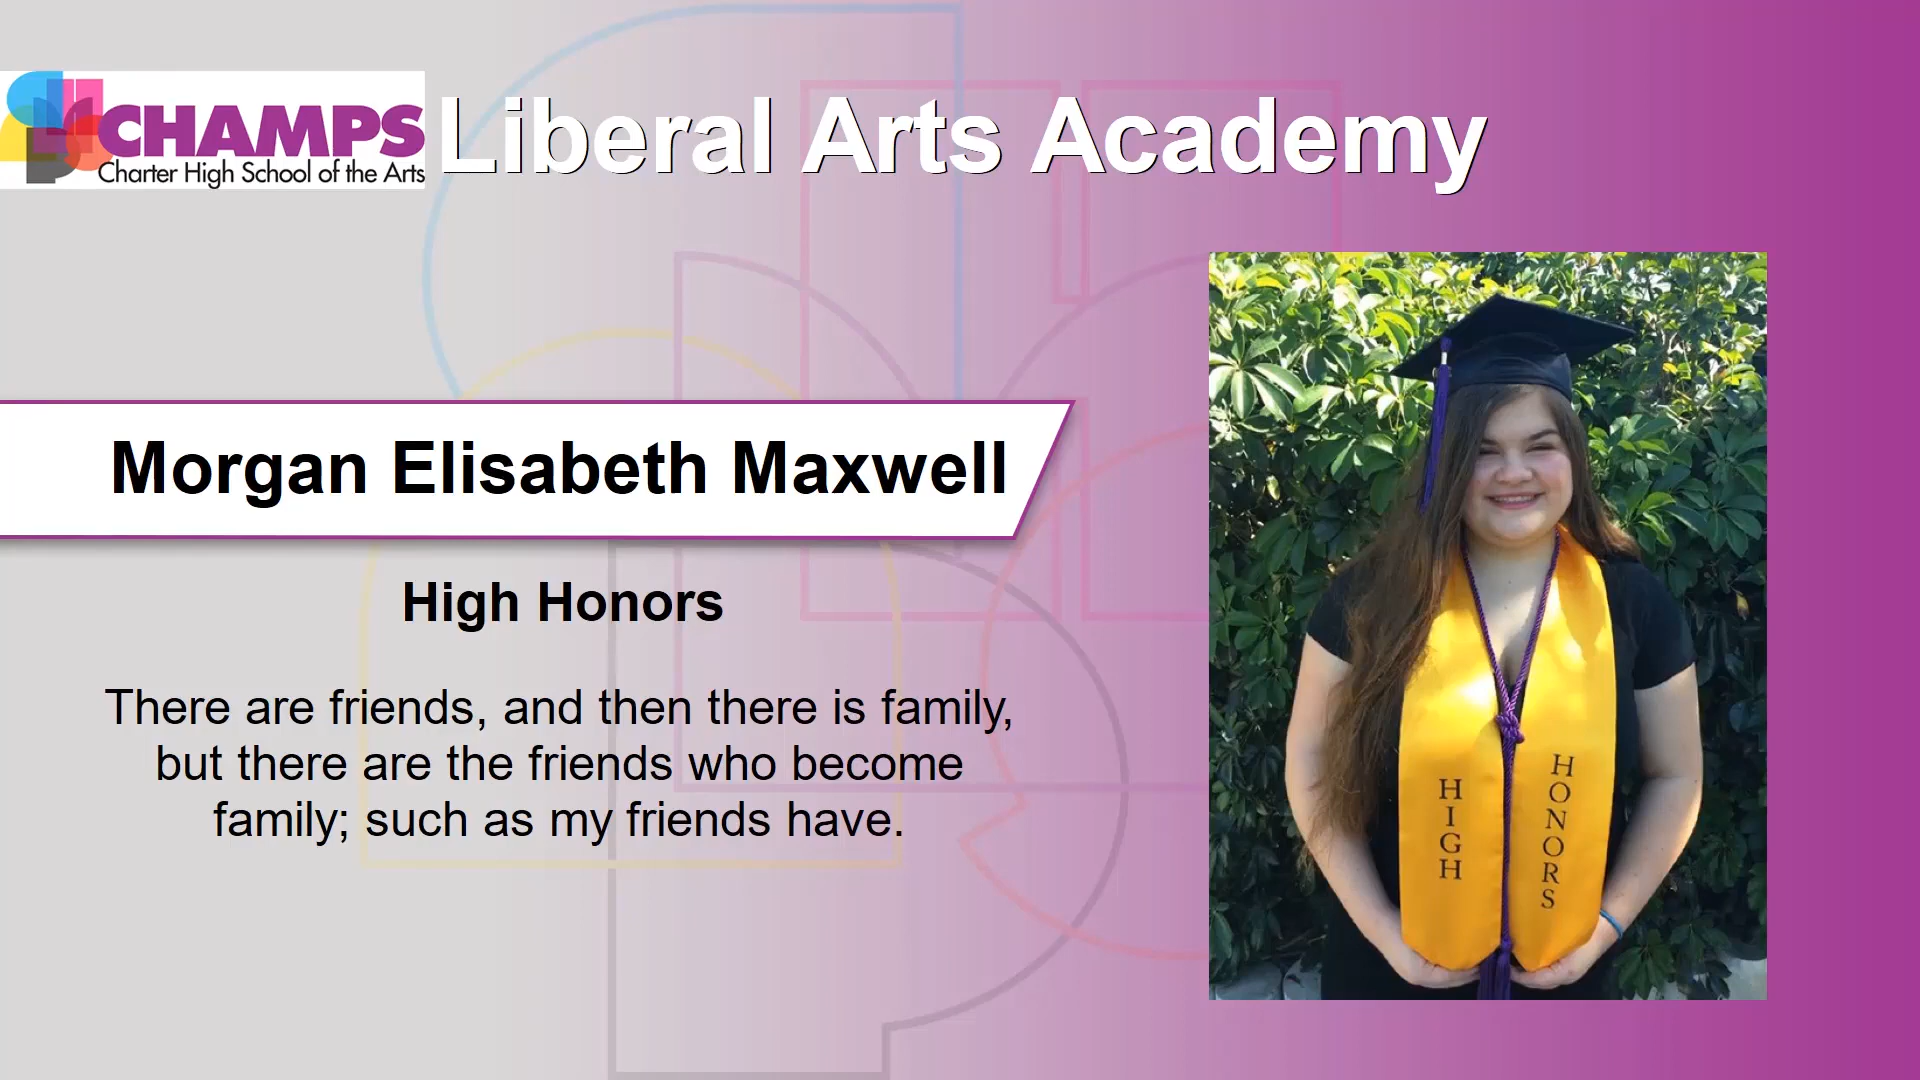 CHAMPS
Charter High School of the Arts
Liberal Arts Academy
Morgan Elisabeth Maxwell
High Honors
There are friends, and then there is family,
but there are the friends who become
family; such as my friends have.
HIGH
HONORS